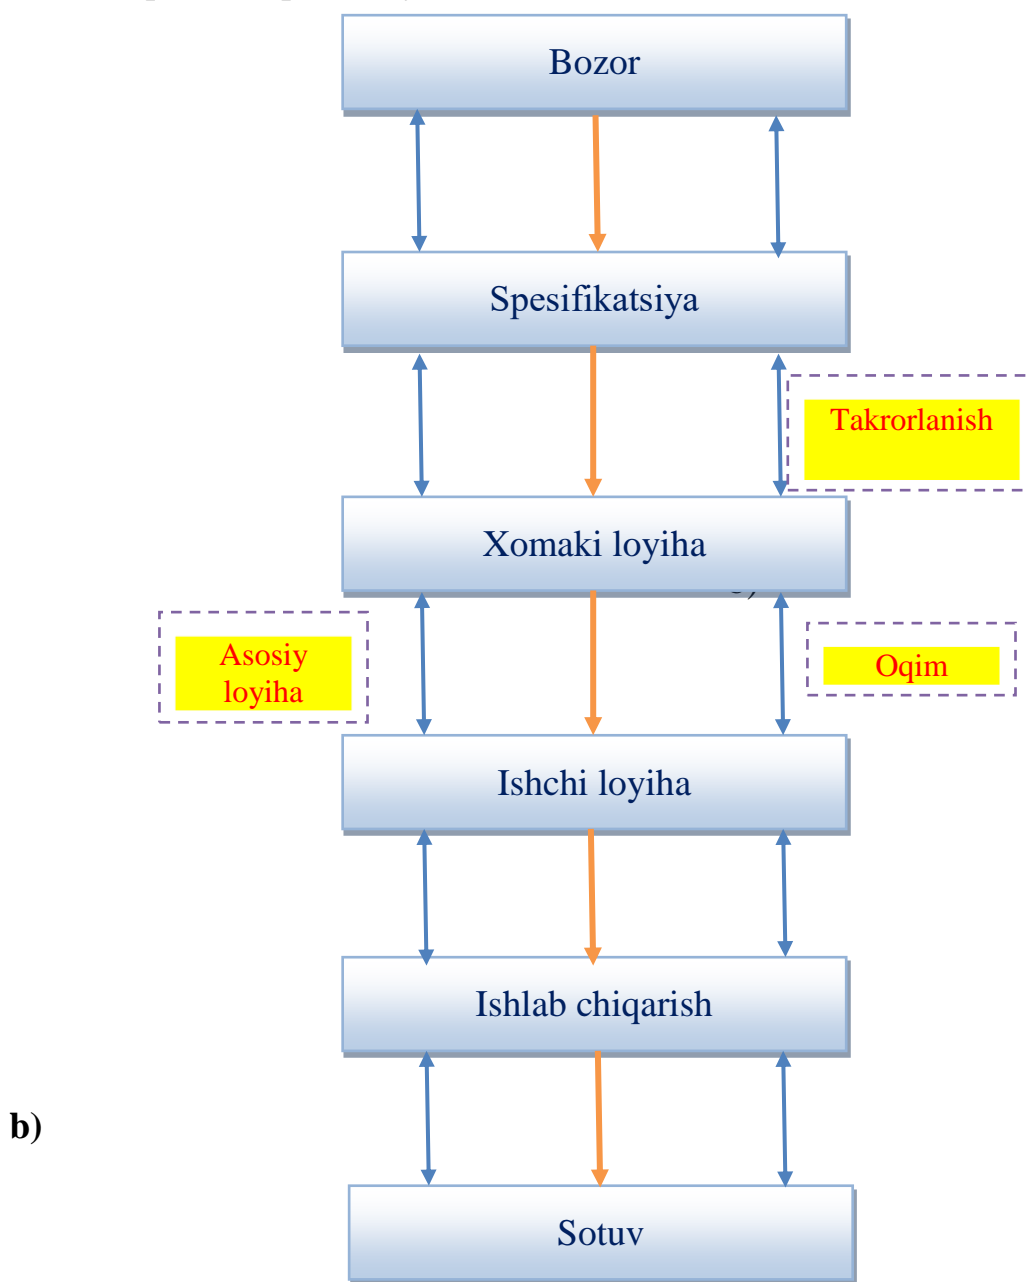 Bozor
Spesifikatsiya
Takrorlanish
Xomaki loyiha
Asosiy
loyiha
Oqim
Ishchi loyiha
Ishlab chiqarish
b)
Sotuv